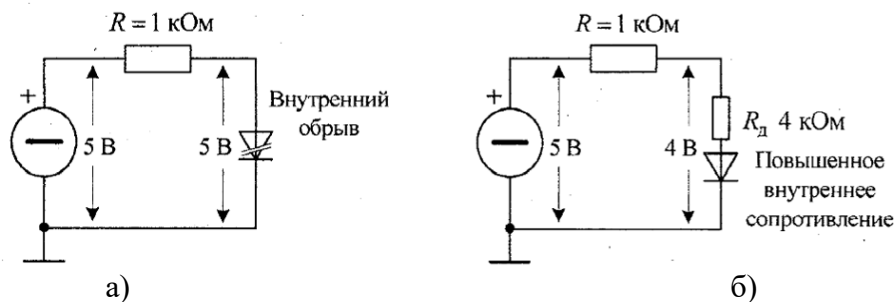 R = 1 кОм
+
5 В
5 В
Внутренний
обрыв
а)
R = 1 кОм
+
5 В
4 В
Rд 4 кОм
Повышенное
внутреннее
сопротивление
б)